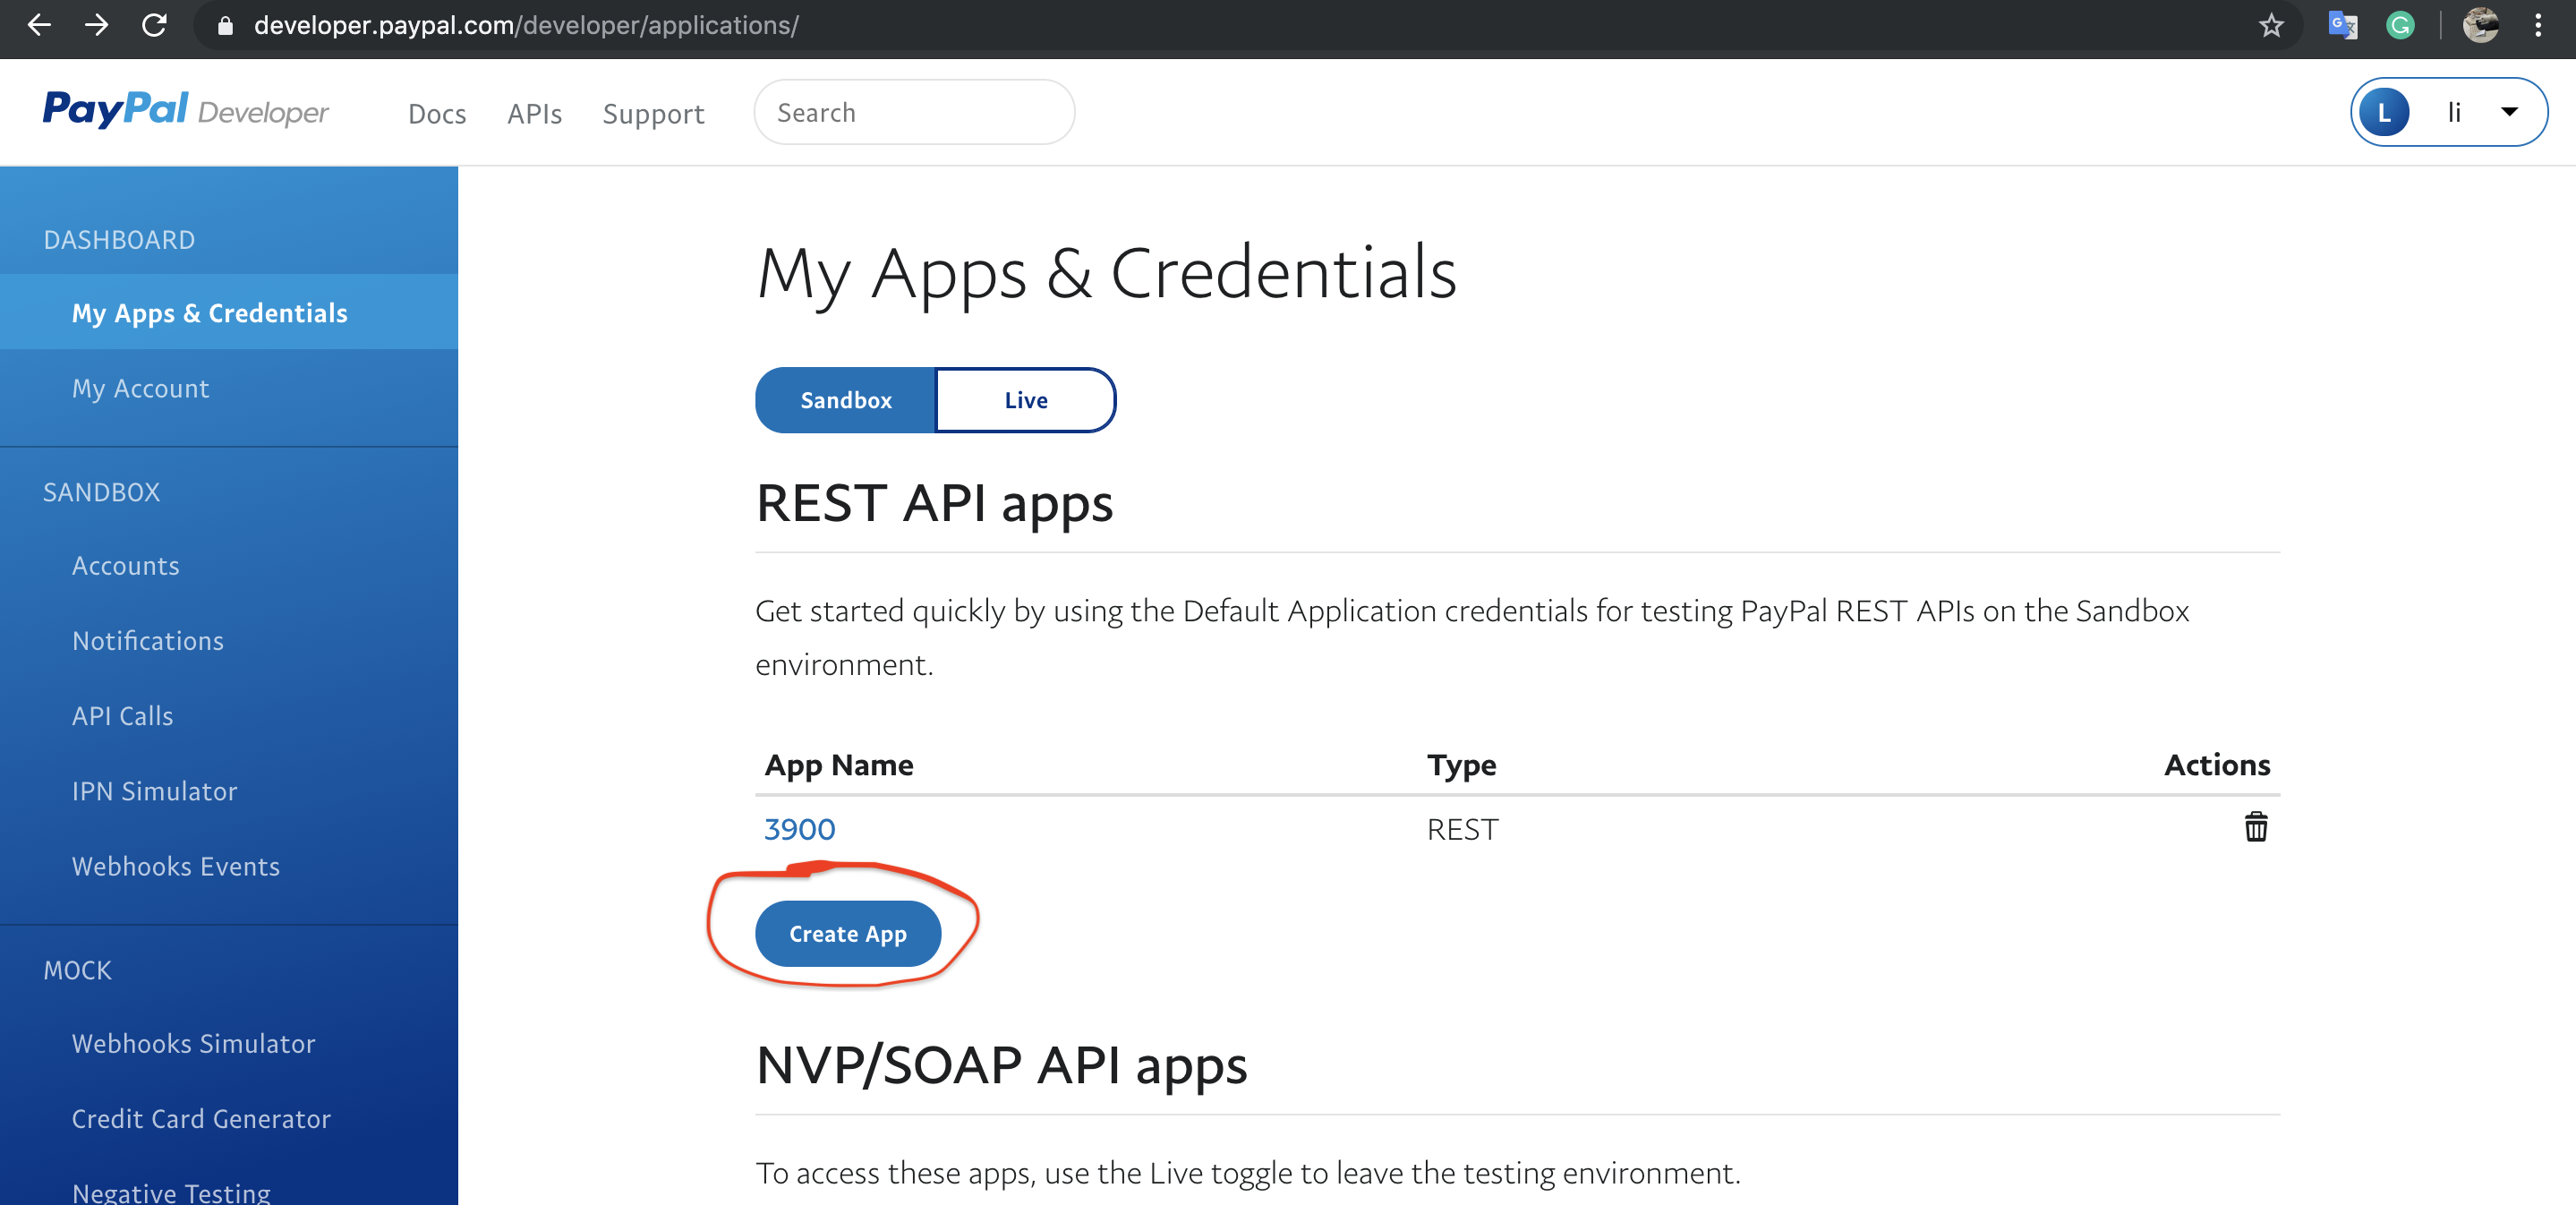 developer.paypal.com/developer/applications/
PayPal Developer
Docs
APIs
Support
Search
L
li
DASHBOARD
My Apps & Credentials
My Account
SANDBOX
Accounts
Notifications
API Calls
IPN Simulator
Webhooks Events
MOCK
Webhooks Simulator
Credit Card Generator
Negative Testing
My Apps & Credentials
Sandbox
Live
REST API apps
Get started quickly by using the Default Application credentials for testing PayPal REST APIs on the Sandbox
environment.
App Name
Type
Actions
3900
REST
Create App
NVP/SOAP API apps
To access these apps, use the Live toggle to leave the testing environment.